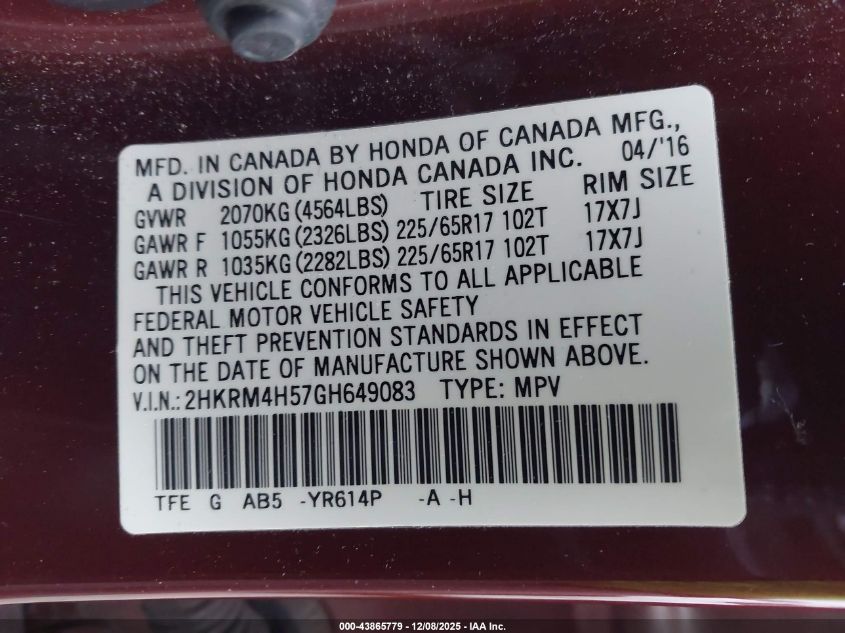 MFD. IN CANADA BY HONDA OF CANADA MFG.,
A DIVISION OF HONDA CANADA INC. 04/'16
GVWR 2070KG (4564LBS) TIRE SIZE RIM SIZE
GAWR F 1055KG (2326LBS) 225/65R17 102T 17X7J
GAWR R 1035KG (2282LBS) 225/65R17 102T 17X7J
THIS VEHICLE CONFORMS TO ALL APPLICABLE
FEDERAL MOTOR VEHICLE SAFETY
AND THEFT PREVENTION STANDARDS IN EFFECT
ON THE DATE OF MANUFACTURE SHOWN ABOVE.
V.I.N.: 2HKRM4H57GH649083 TYPE: MPV
TFE G AB5 -YR614P -A -H
000-43865779 - 12/08/2025 - IAA Inc.